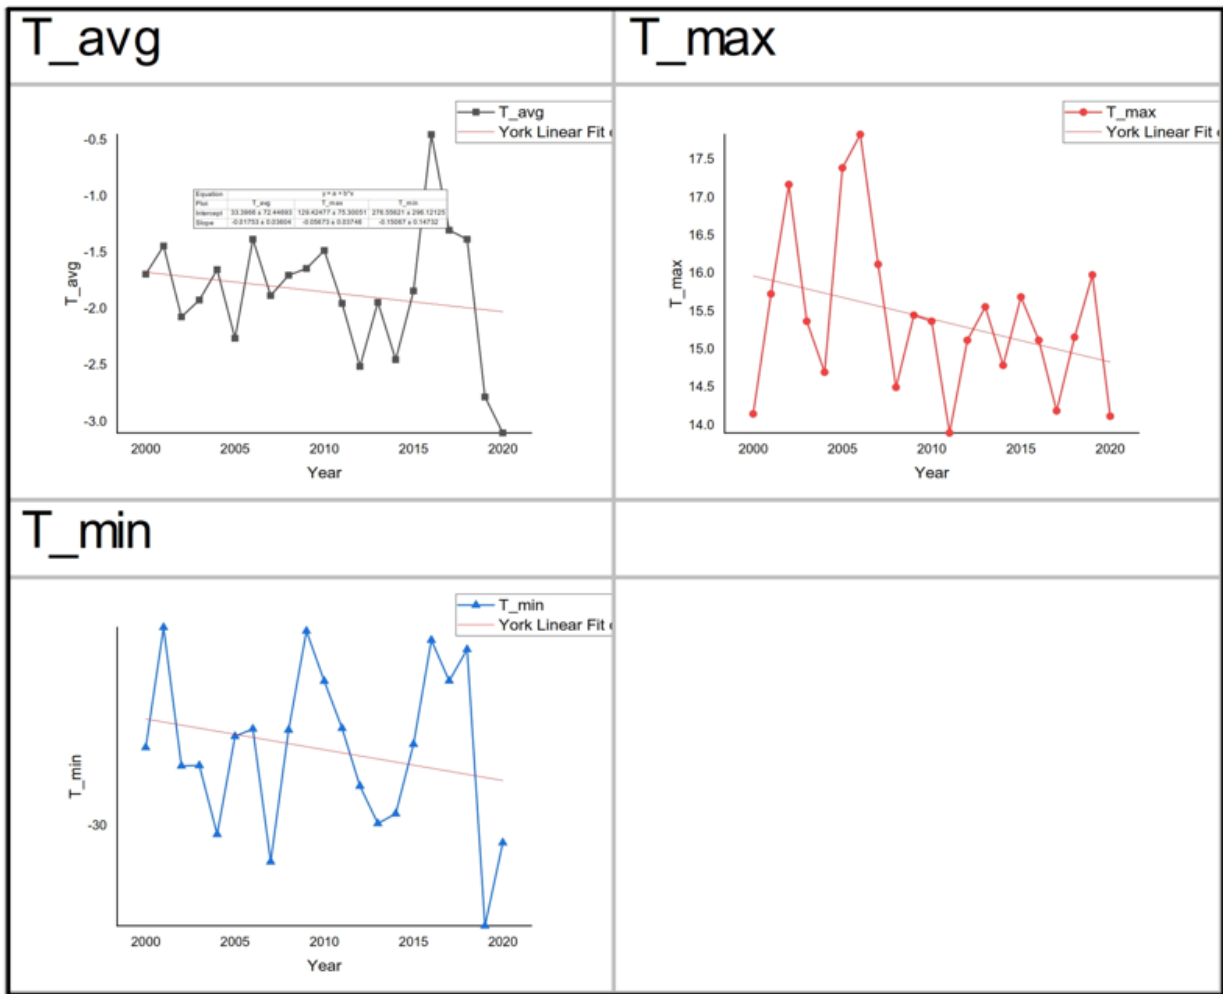 T_avg
T_max
T_avg
York Linear Fit
-0.5
-1.0
-1.5
-2.0
-2.5
-3.0
T_avg
Equation y = a + b*x
Plot T_avg T_max T_min
Intercept 33.3966 ± 72.44693 129.42477 ± 75.30051
Slope -0.01753 ± 0.03604 -0.05673 ± 0.03746 -0.15067 ± 0.14732
2000 2005 2010 2015 2020
Year
T_max
York Linear Fit
17.5
17.0
16.5
16.0
15.5
15.0
14.5
14.0
T_max
2000 2005 2010 2015 2020
Year
T_min
T_min
York Linear Fit
T_min
-30
2000 2005 2010 2015 2020
Year